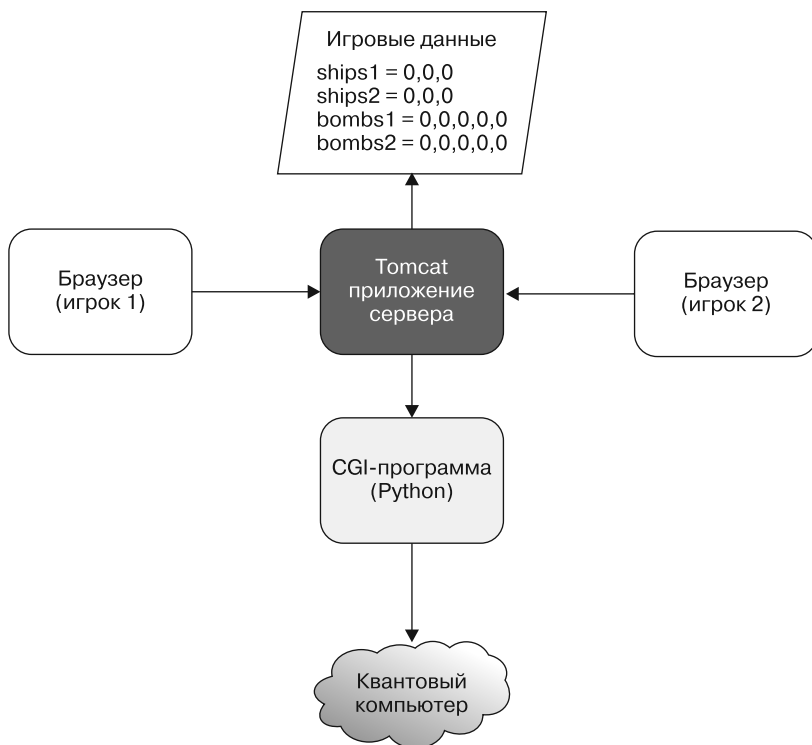 Игровые данные
ships1 = 0,0,0
ships2 = 0,0,0
bombs1 = 0,0,0,0,0
bombs2 = 0,0,0,0,0
Браузер
(игрок 1)
Tomcat
приложение
сервера
Браузер
(игрок 2)
CGI-программа
(Python)
Квантовый
компьютер